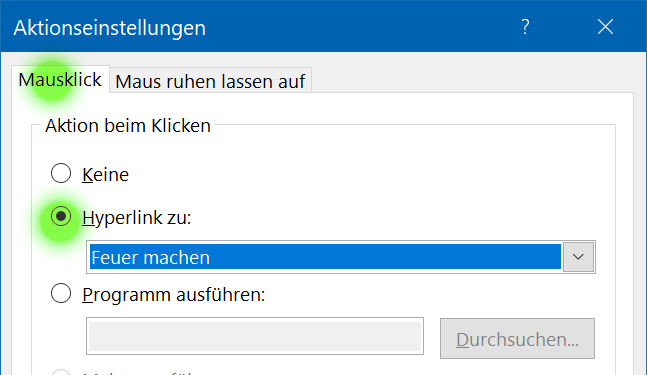 Aktionseinstellungen ?
Mausklick Maus ruhen lassen auf
Aktion beim Klicken
Keine
Hyperlink zu:
Feuer machen
Programm ausführen:
Durchsuchen...